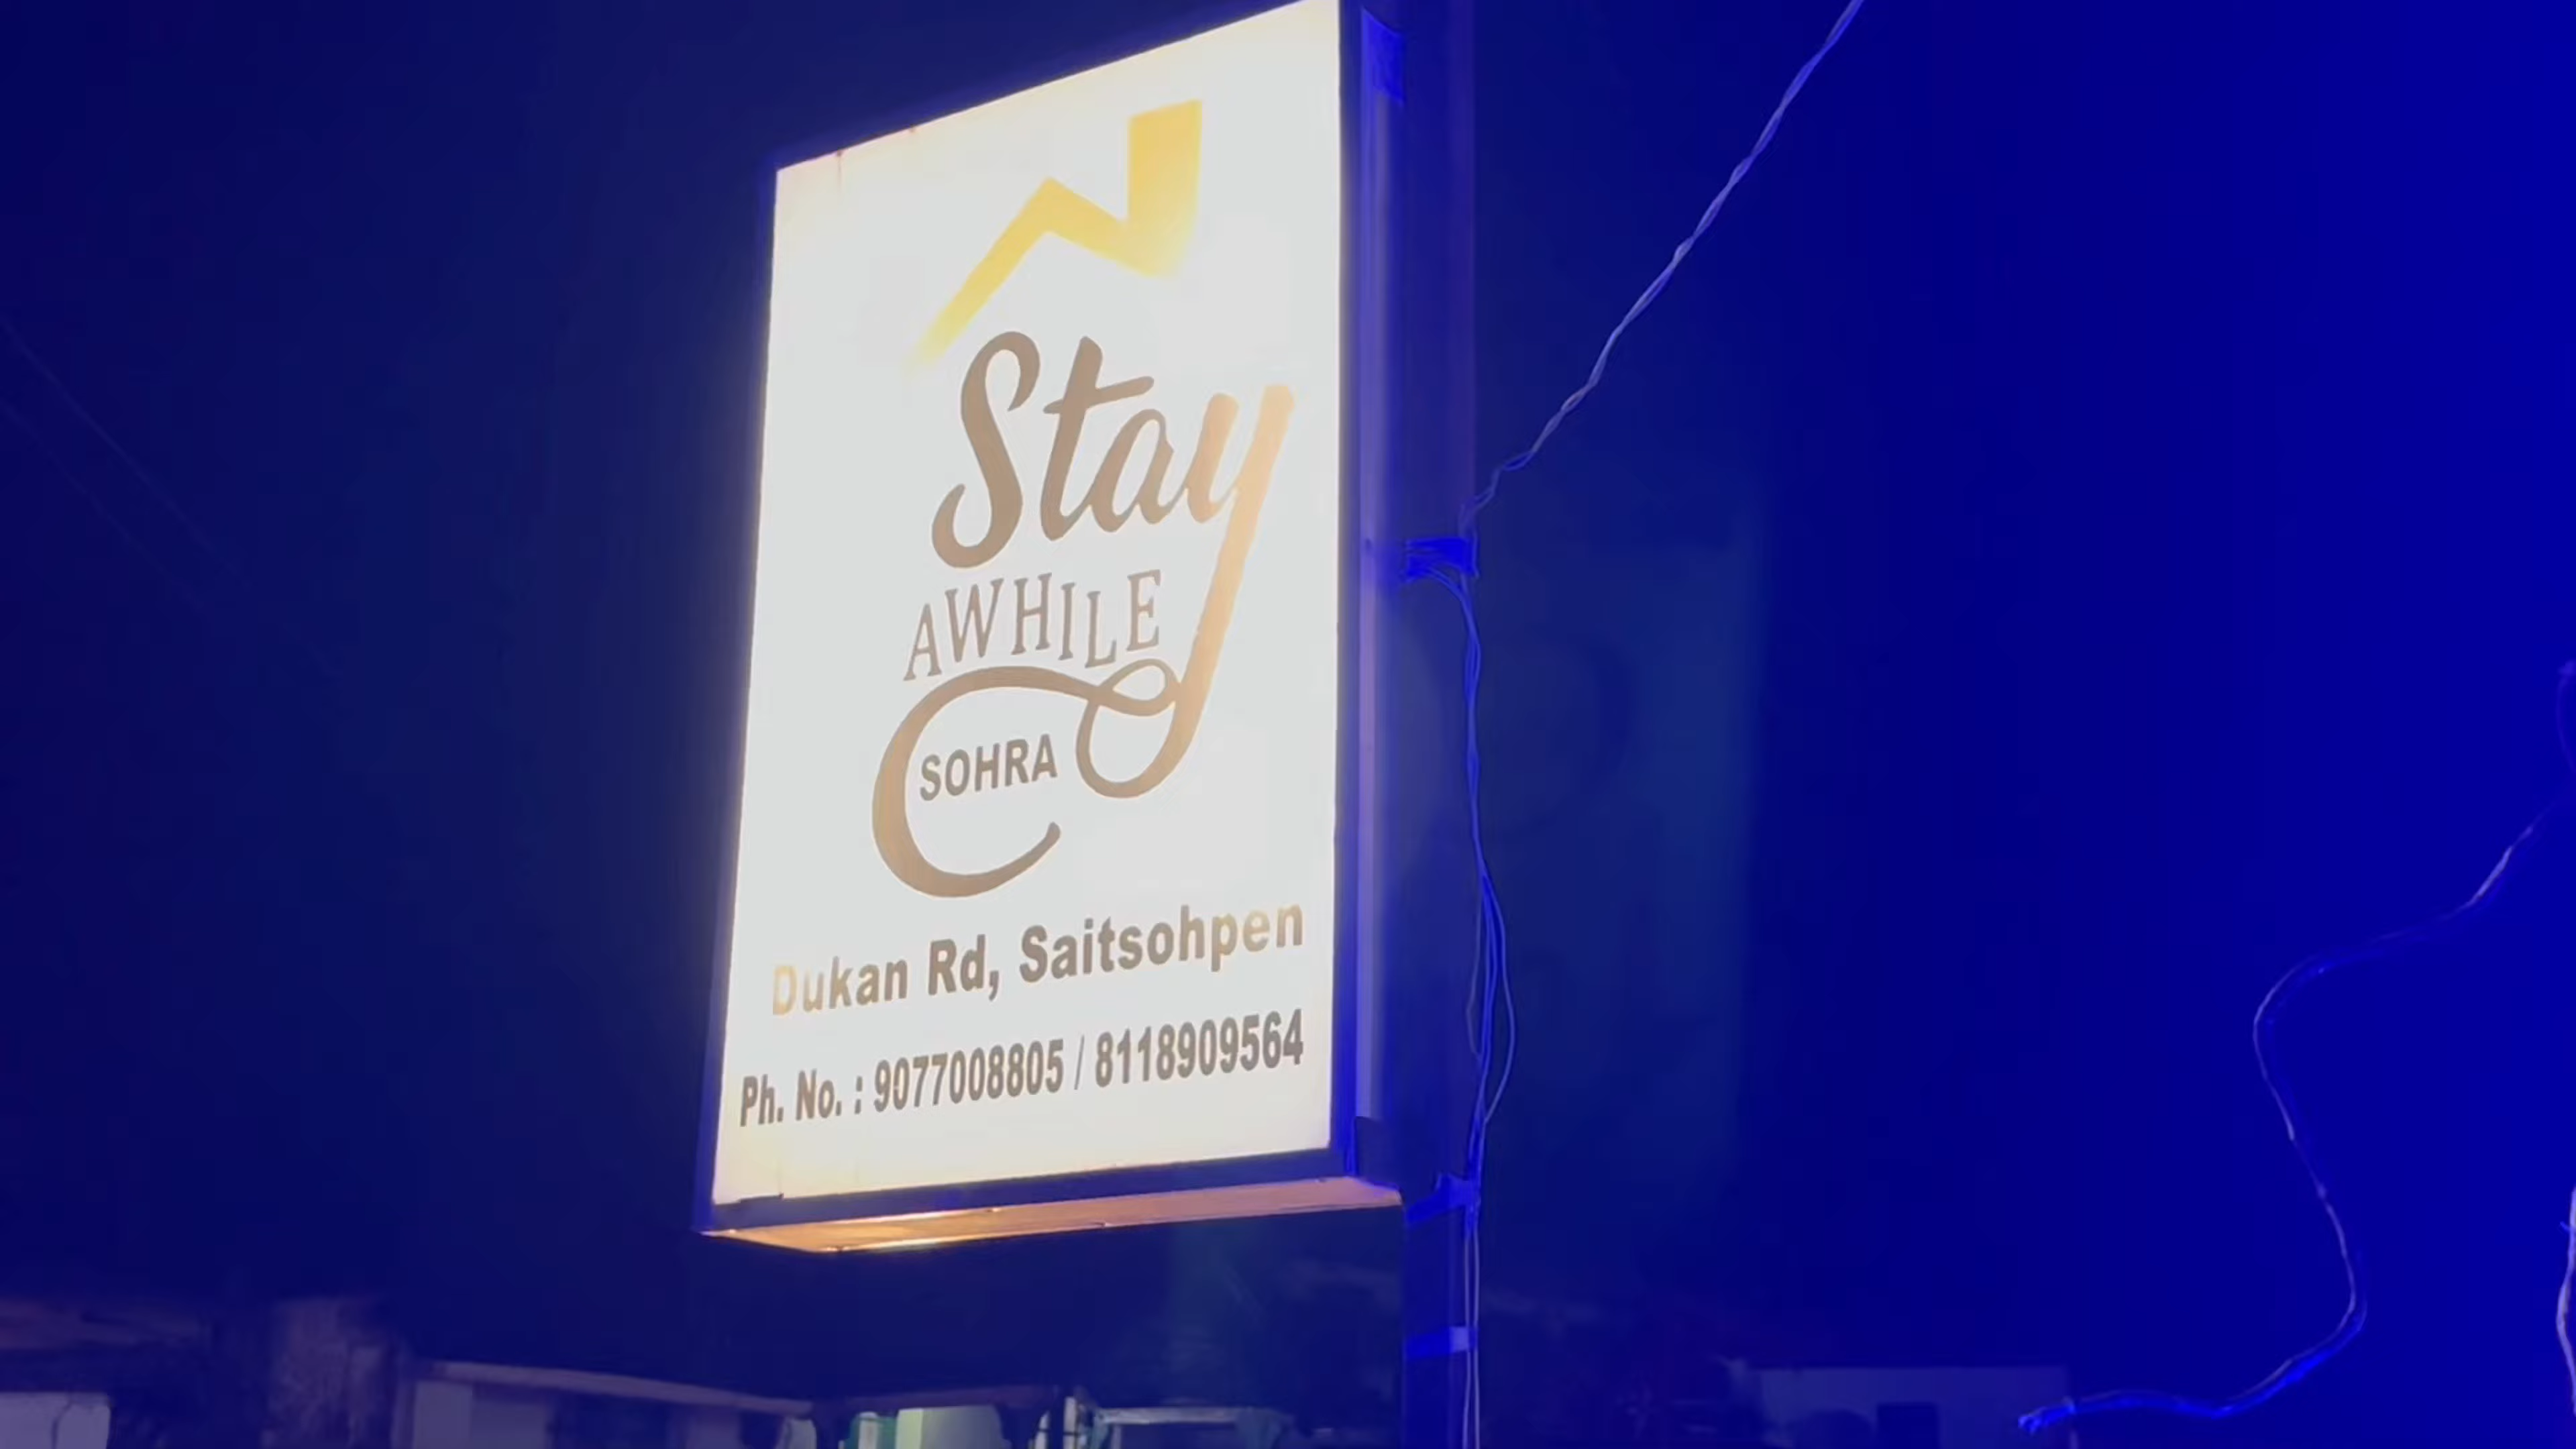 Stay
AWHILE
SOHRA
Dukan Rd, Saitsohpen
Ph. No. : 9077008805 / 8118909564